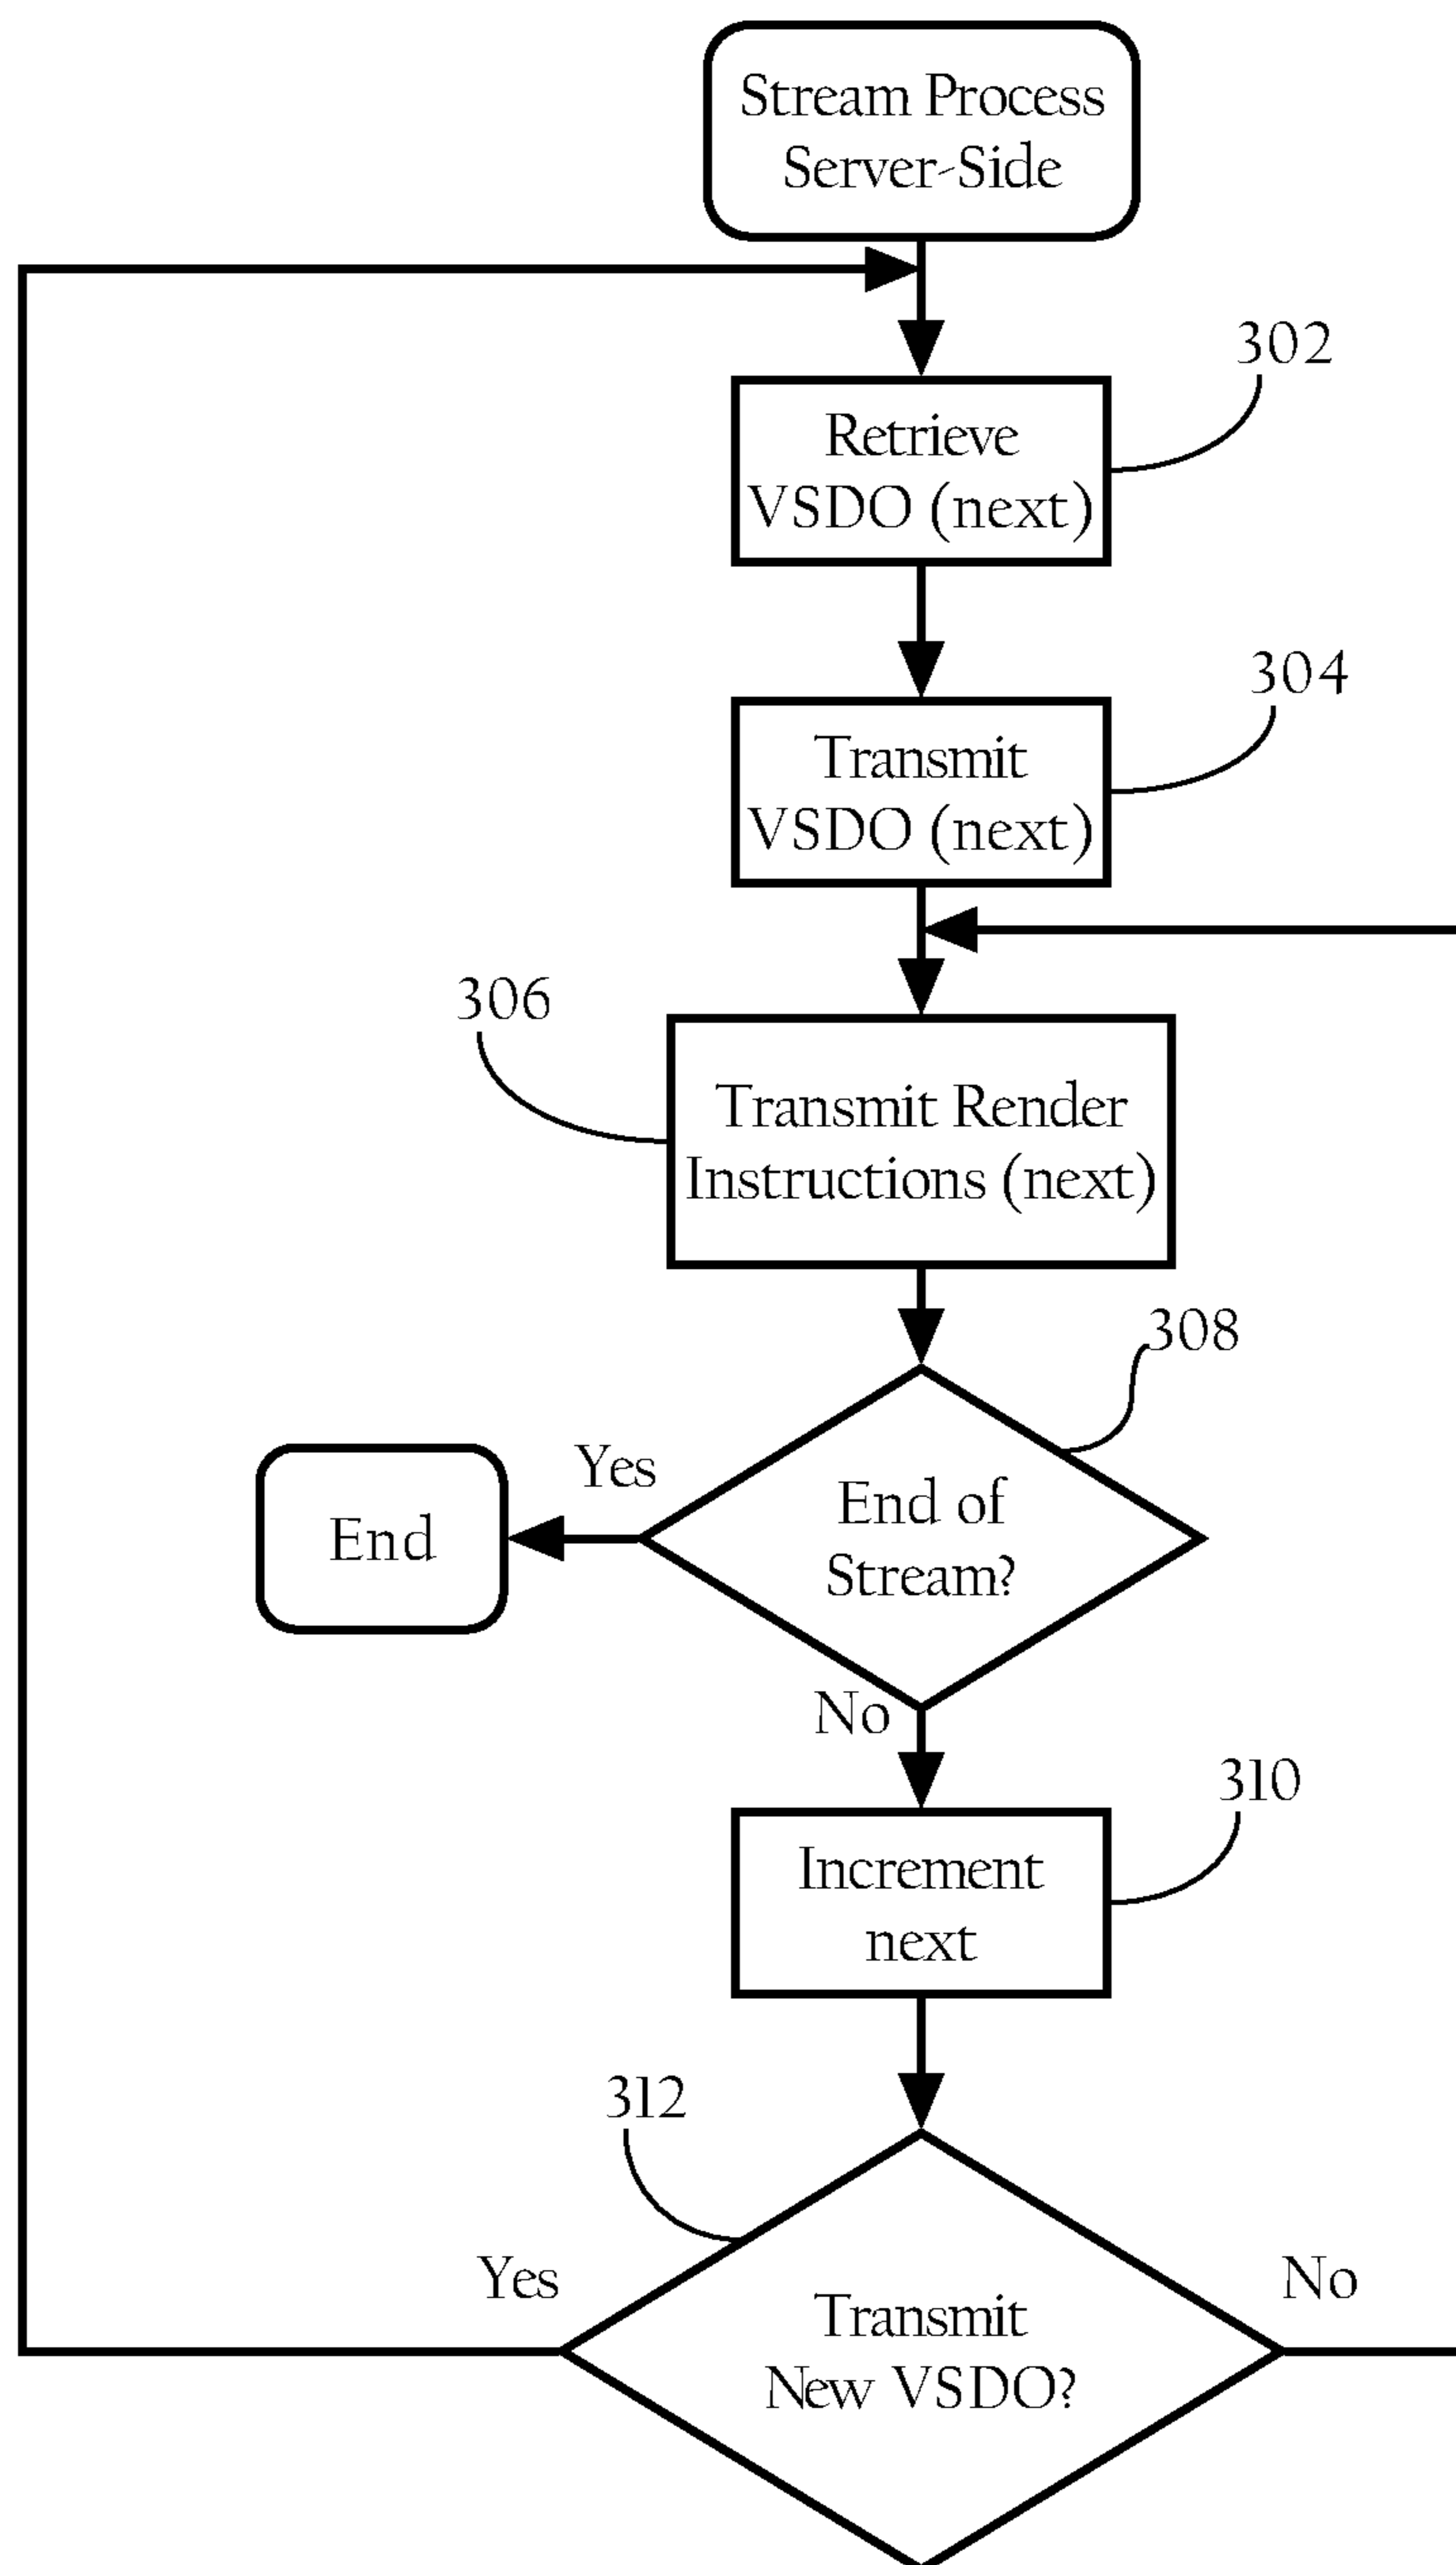 Stream Process
Server-Side
302
Retrieve
VSDO (next)
304
Transmit
VSDO (next)
306
Transmit Render
Instructions (next)
308
End of
Stream?
Yes
End
No
310
Increment
next
312
Transmit
New VSDO?
Yes
No